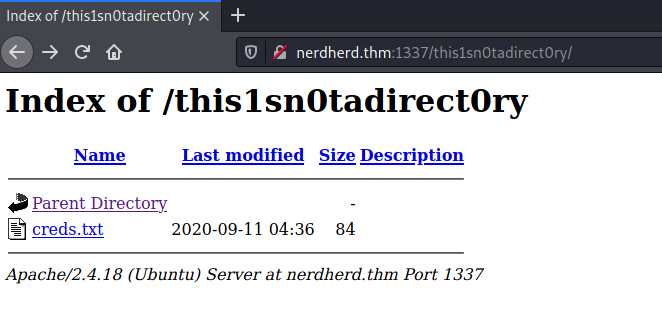 Index of /this1sn0tadirect0ry
nerdherd.thm:1337/this1sn0tadirect0ry/
Index of /this1sn0tadirect0ry
Name Last modified Size Description
Parent Directory -
creds.txt 2020-09-11 04:36 84
Apache/2.4.18 (Ubuntu) Server at nerdherd.thm Port 1337